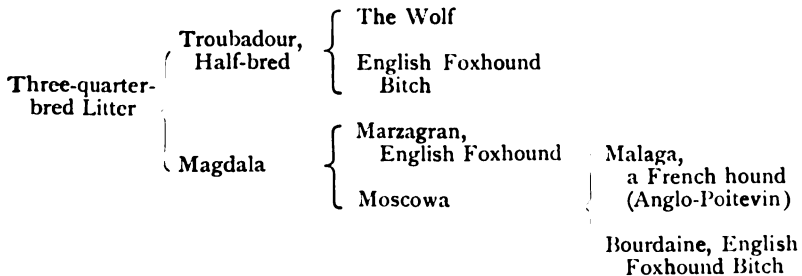 The Wolf
Troubadour,
Half-bred
English Foxhound
Bitch
Three-quarter-
bred Litter
Marzagran,
English Foxhound
Magdala
Moscowa
Malaga,
a French hound
(Anglo-Poitevin)
Bourdaine, English
Foxhound Bitch